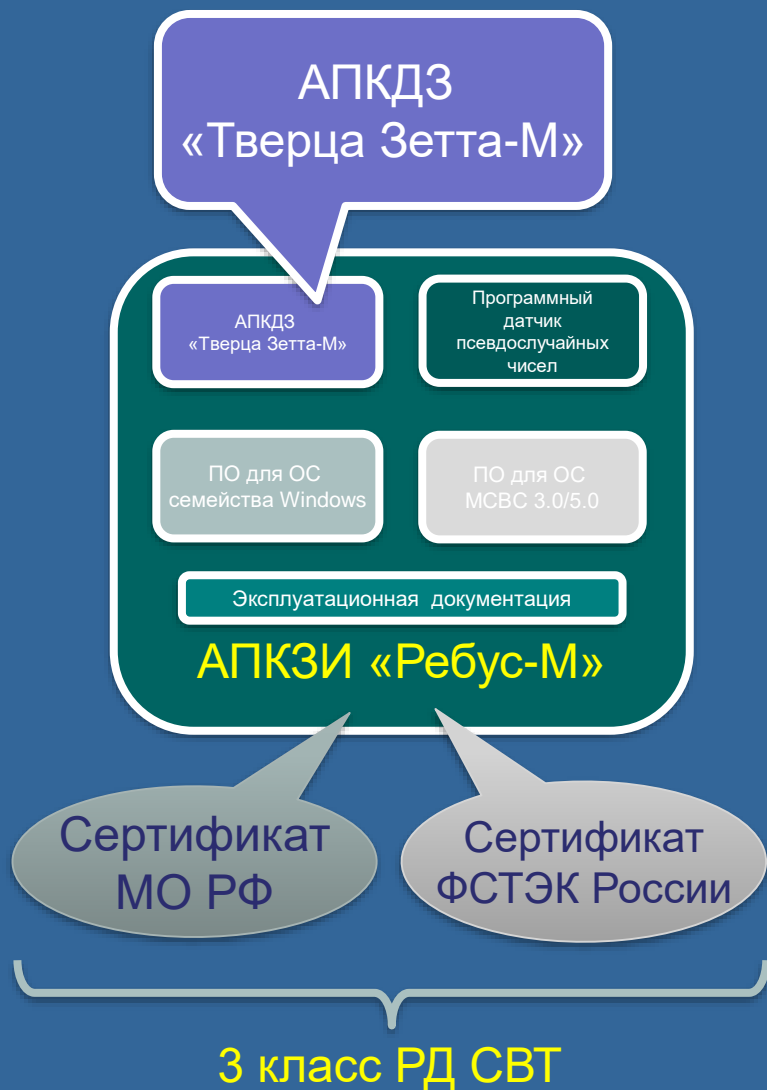 АПКДЗ
«Тверца Зетта-М»
АПКДЗ
«Тверца Зетта-М»
Программный
датчик
псевдослучайных
чисел
ПО для ОС
семейства Windows
ПО для ОС
МСВС 3.0/5.0
Эксплуатационная документация
АПКЗИ «Ребус-М»
Сертификат
МО РФ
Сертификат
ФСТЭК России
3 класс РД СВТ